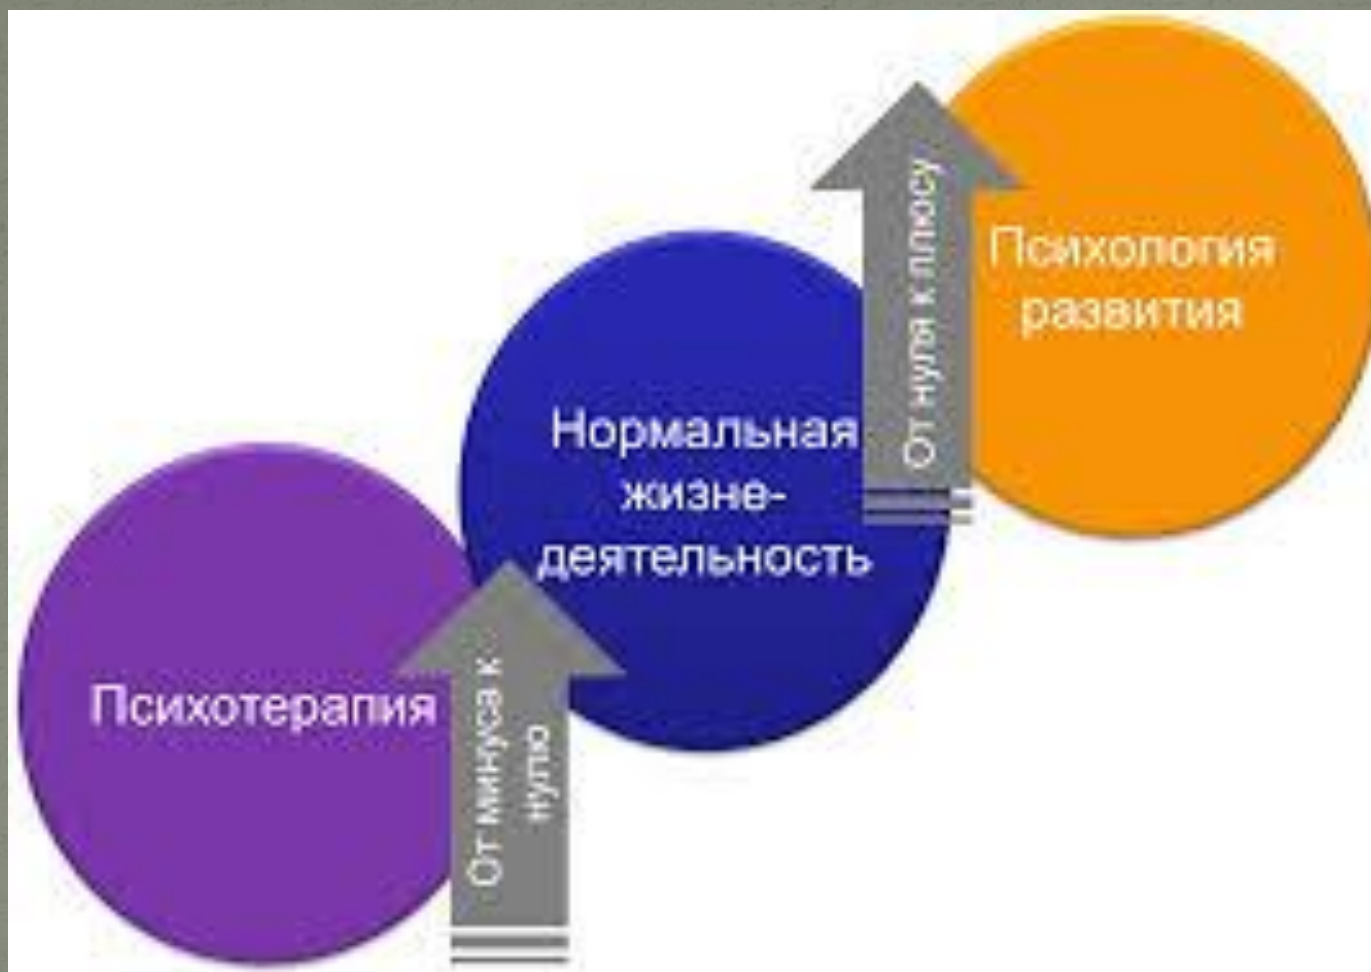 Психотерапия
От минуса к
нулю
Нормальная
жизне-
деятельность
От нуля к плюсу
Психология
развития